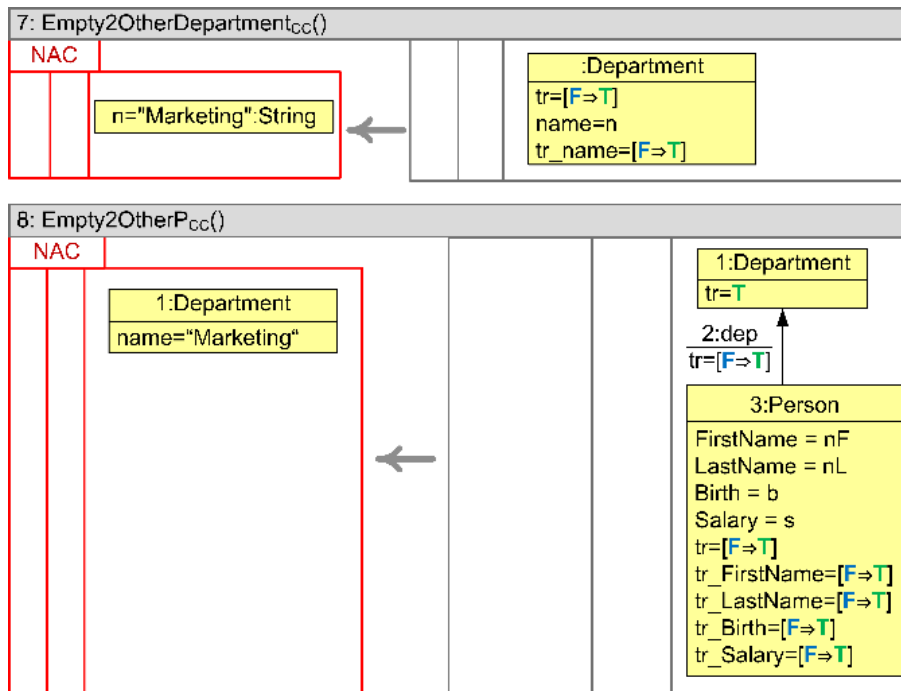 7: Empty2OtherDepartmentCC()
NAC
n="Marketing":String
:Department
tr=[F⇒T]
name=n
tr_name=[F⇒T]
8: Empty2OtherPCC()
NAC
1:Department
name=“Marketing“
1:Department
tr=T
2:dep
tr=[F⇒T]
3:Person
FirstName = nF
LastName = nL
Birth = b
Salary = s
tr=[F⇒T]
tr_FirstName=[F⇒T]
tr_LastName=[F⇒T]
tr_Birth=[F⇒T]
tr_Salary=[F⇒T]